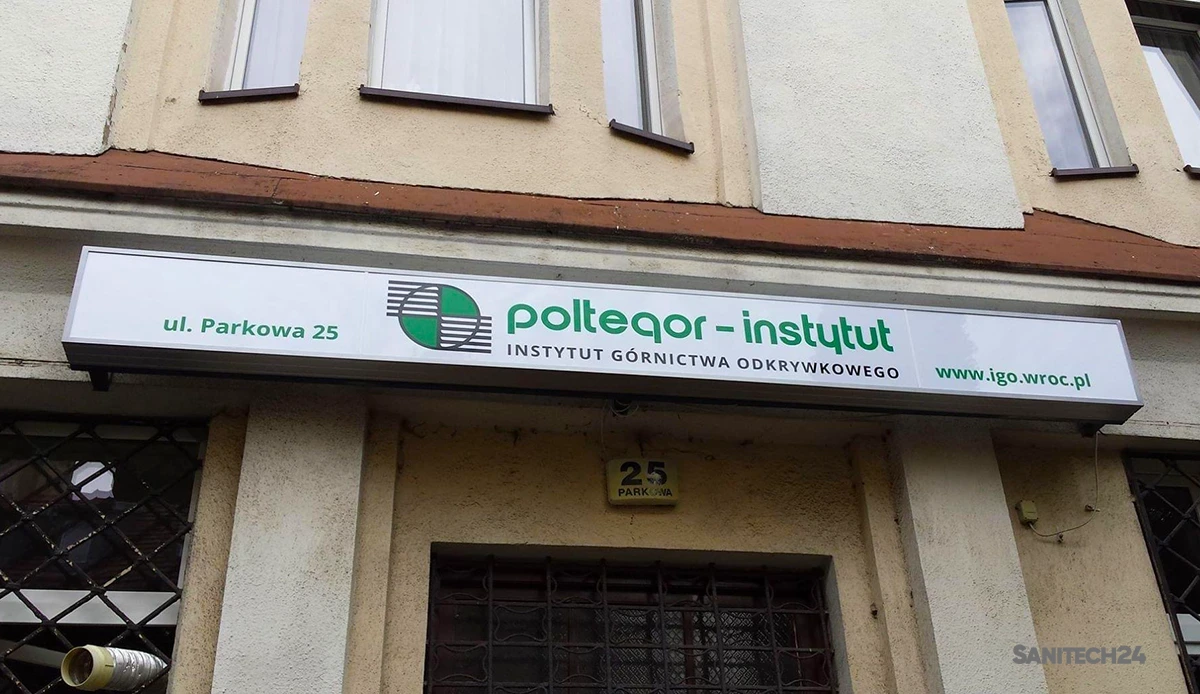 ul. Parkowa 25
polteqor - instytut
INSTYTUT GÓRNICTWA ODKRYWKOWEGO
www.igo.wroc.pl
25
PARKOWA
SANITECH24